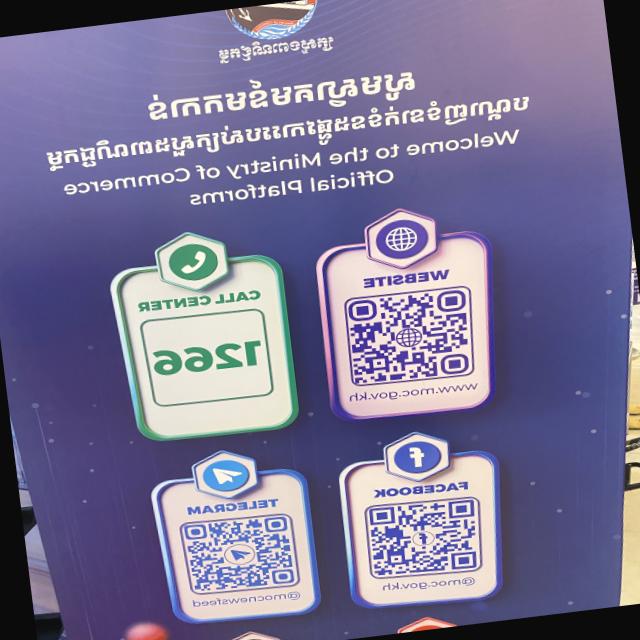 ក្រសួងពាណិជ្ជកម្ម
សូមស្វាគមន៍មកកាន់
បណ្តាញទំនាក់ទំនងផ្លូវការរបស់ក្រសួងពាណិជ្ជកម្ម
Welcome to the Ministry of Commerce
Official Platforms
WEBSITE
www.moc.gov.kh
CALL CENTER
1266
FACEBOOK
@moc.gov.kh
TELEGRAM
@mocnewsfeed